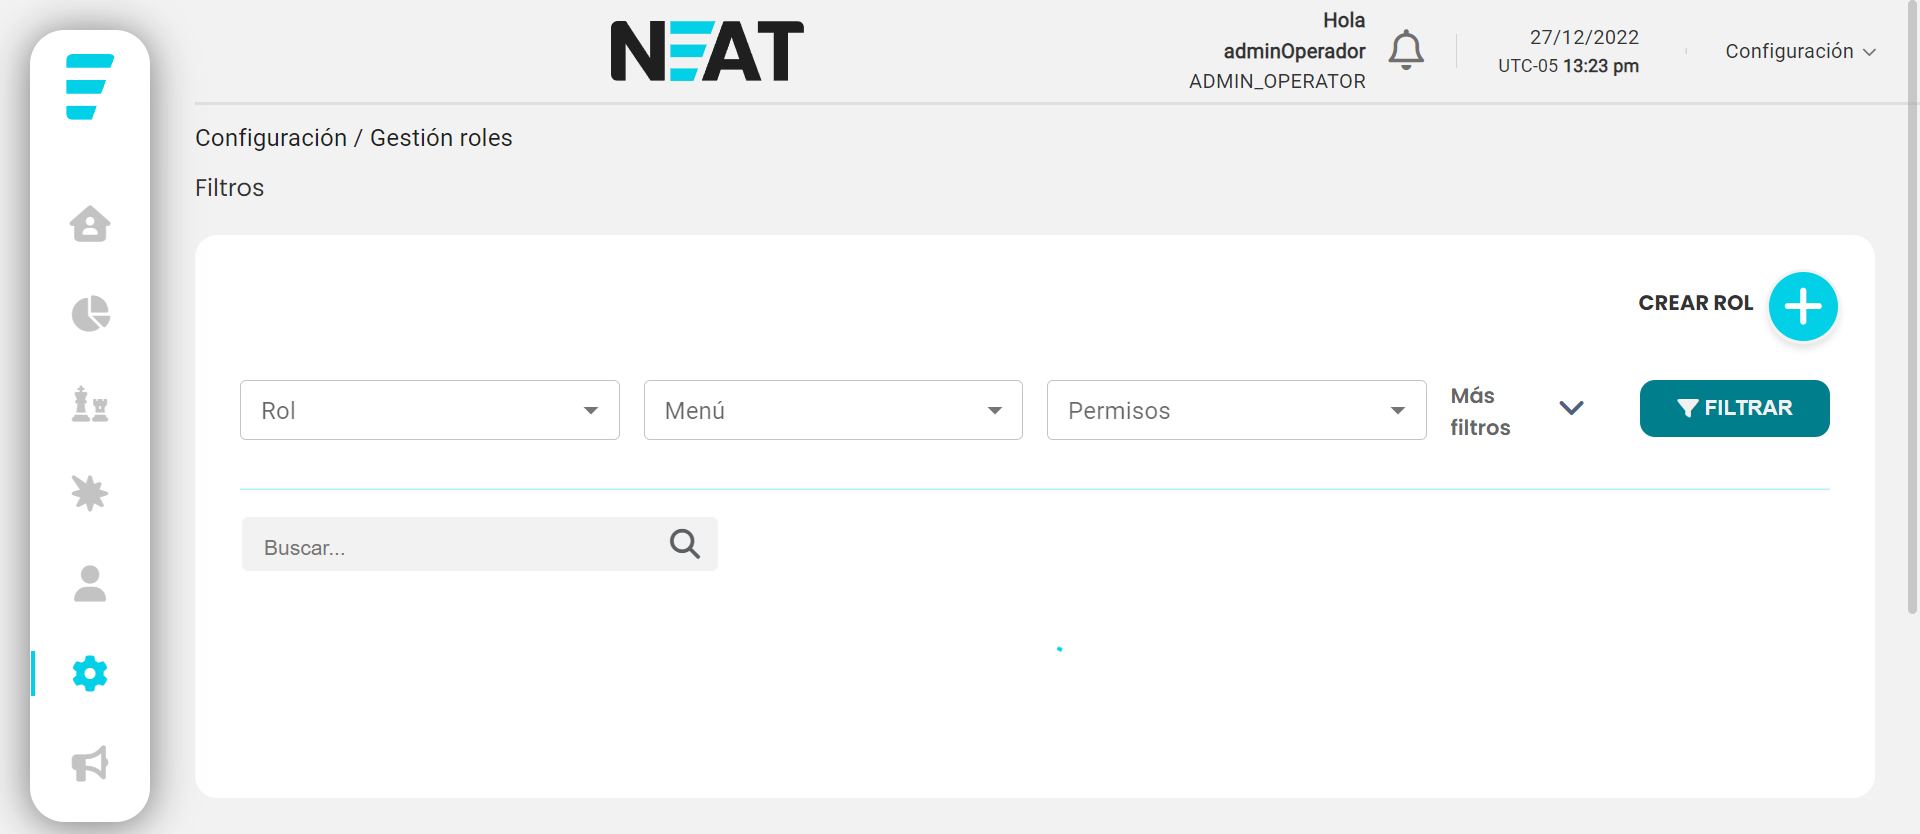 NEAT
Hola
adminOperador
ADMIN_OPERATOR
27/12/2022
UTC-05 13:23 pm
Configuración
Configuración / Gestión roles
Filtros
CREAR ROL
Rol
Menú
Permisos
Más
filtros
FILTRAR
Buscar...